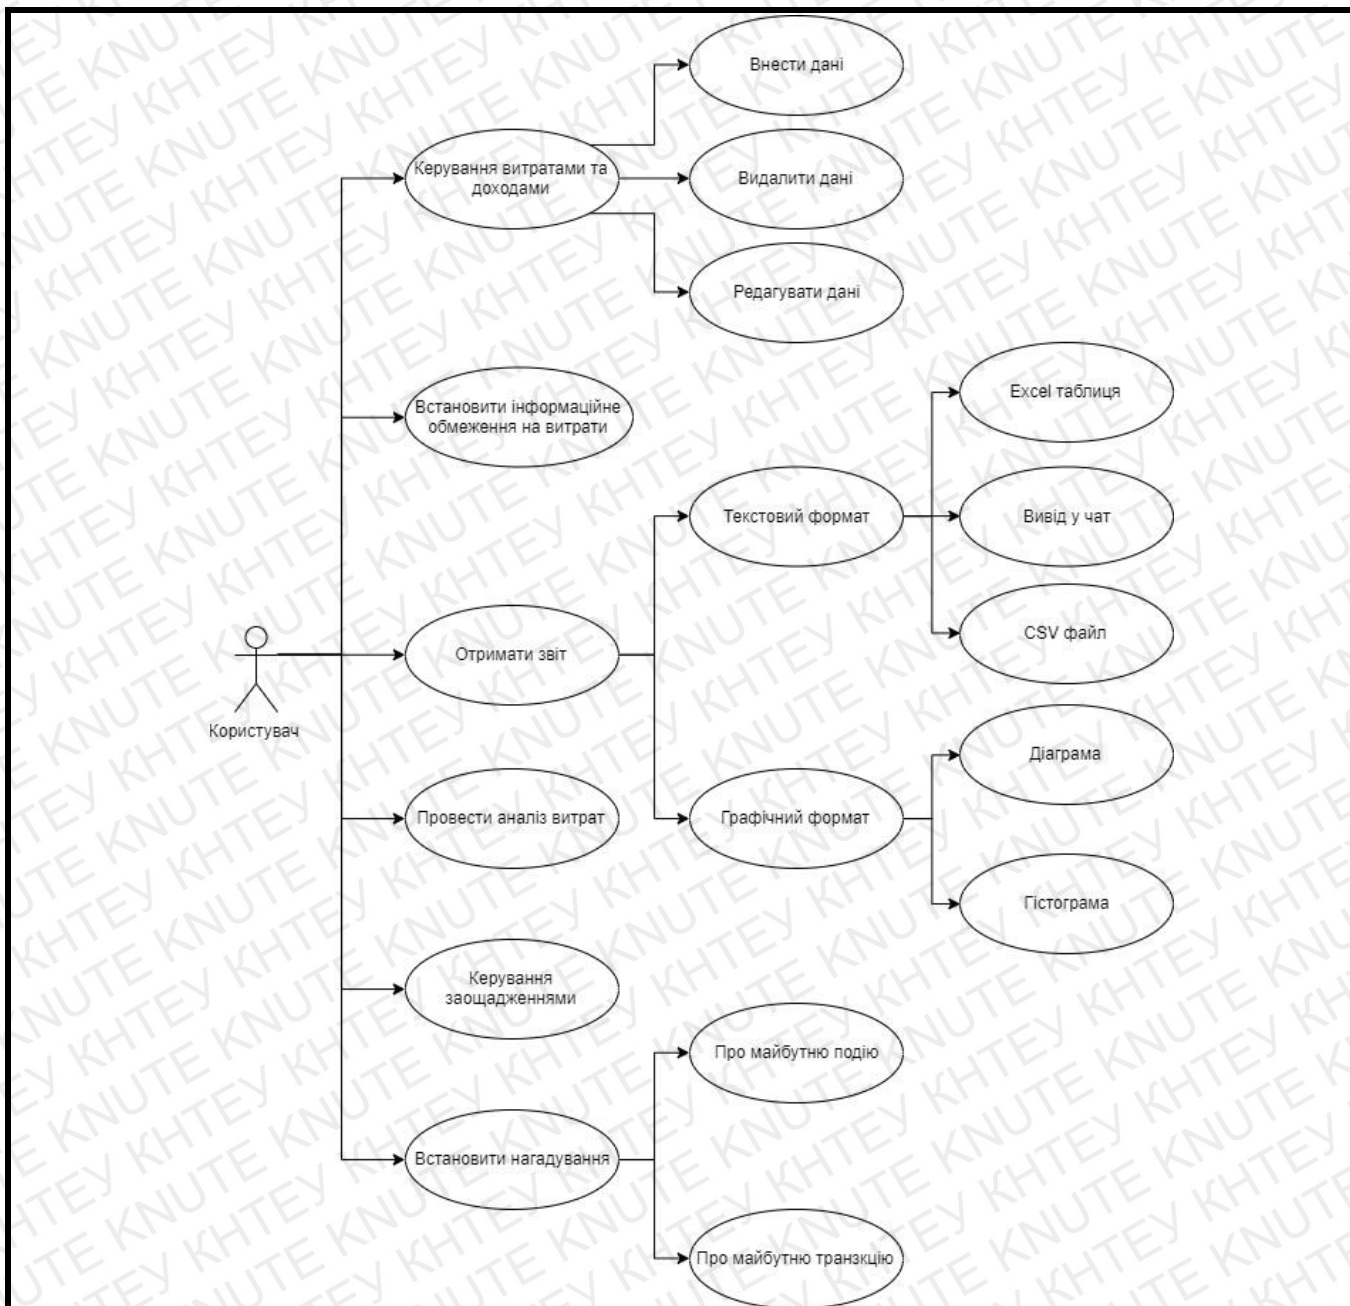 Внести дані
Керування витратами та
доходами
Видалити дані
Редагувати дані
Встановити інформаційне
обмеження на витрати
Excel таблиця
Текстовий формат
Вивід у чат
CSV файл
Отримати звіт
Користувач
Діаграма
Провести аналіз витрат
Графічний формат
Гістограма
Керування
заощадженнями
Про майбутню подію
Встановити нагадування
Про майбутню транзкцію
KNUTE КНТЕУ